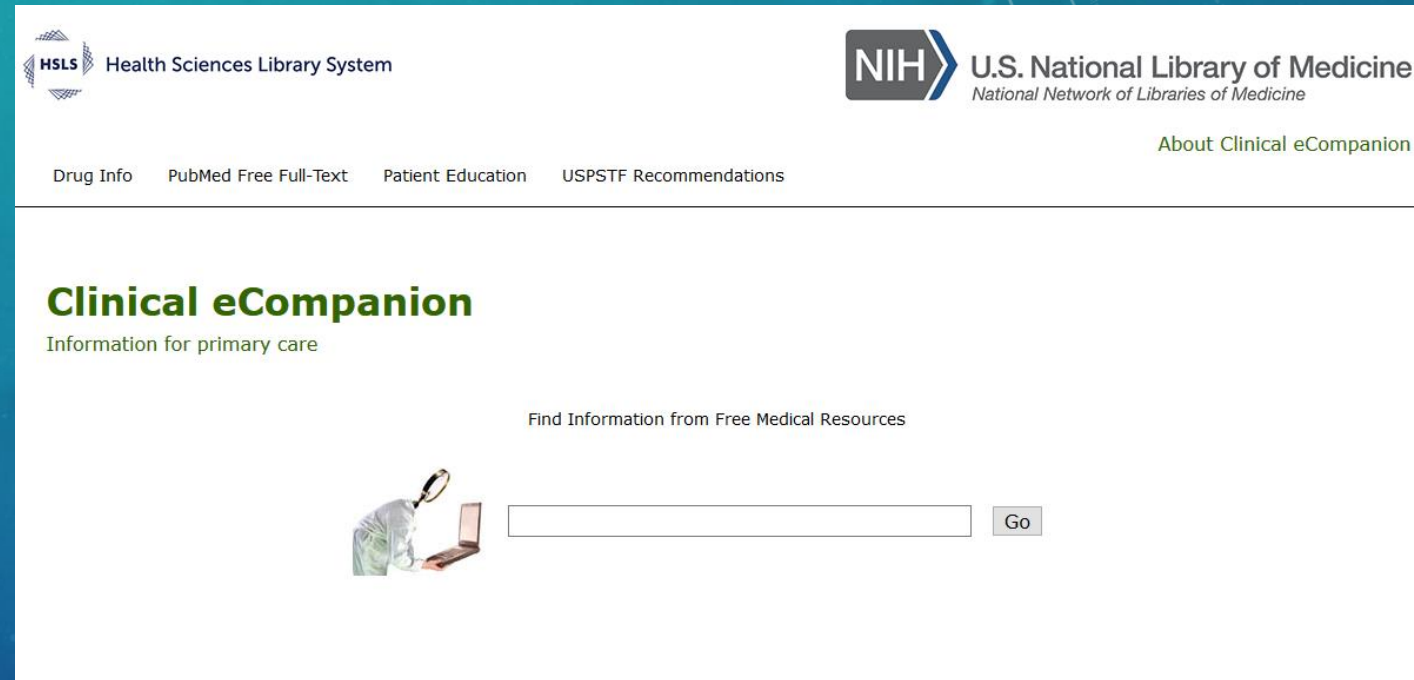 HSLS Health Sciences Library System
NIH U.S. National Library of Medicine
National Network of Libraries of Medicine
About Clinical eCompanion
Drug Info PubMed Free Full-Text Patient Education USPSTF Recommendations
Clinical eCompanion
Information for primary care
Find Information from Free Medical Resources
Go